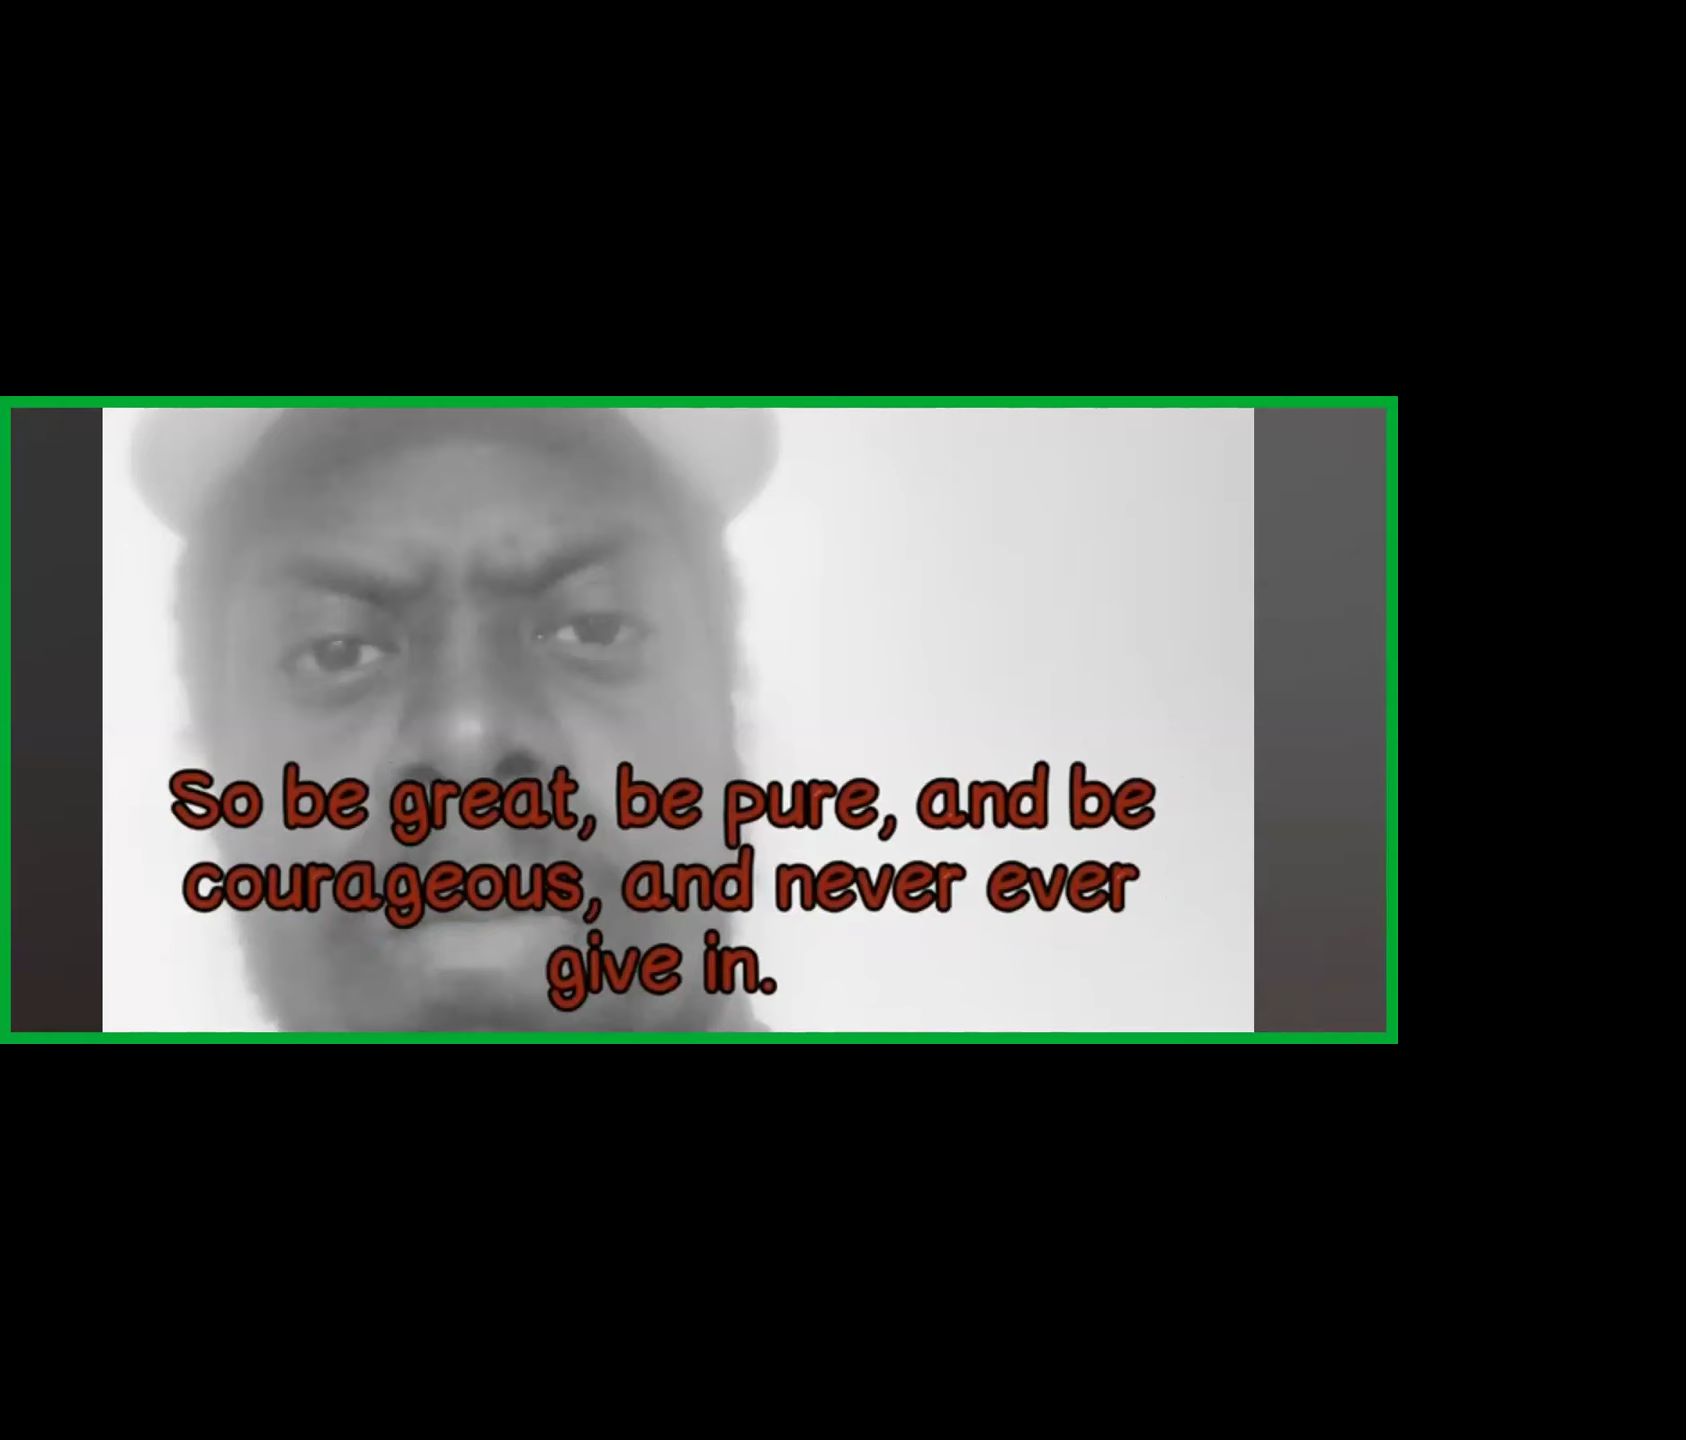 So be great, be pure, and be
courageous, and never ever
give in.